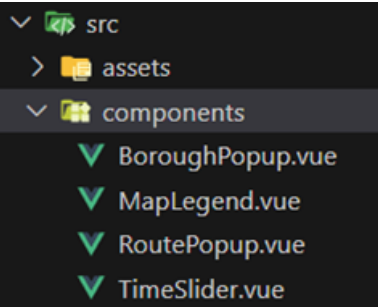 src
assets
components
BoroughPopup.vue
MapLegend.vue
RoutePopup.vue
TimeSlider.vue